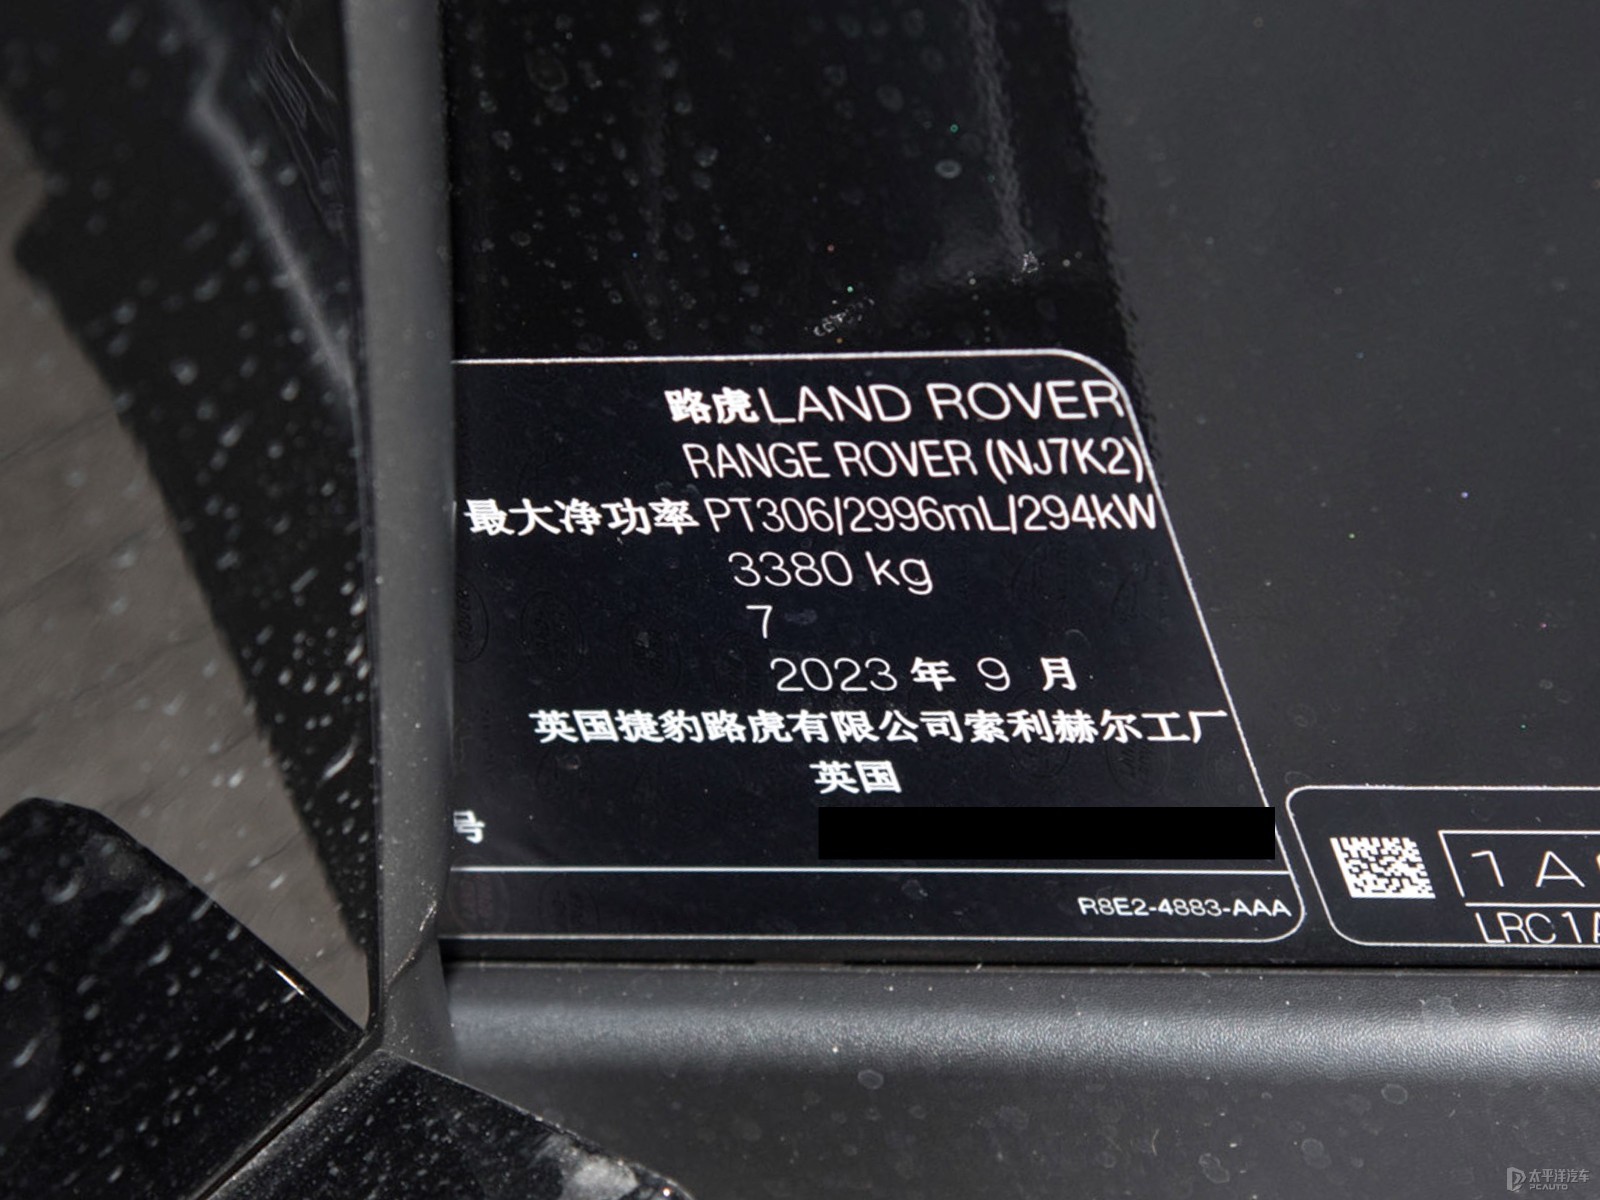 路虎LAND ROVER
RANGE ROVER (NJ7K2)
最大净功率 PT306/2996mL/294kW
3380 kg
7
2023 年 9 月
英国捷豹路虎有限公司索利赫尔工厂
英国
号
R8E2-4883-AAA
1A
LRC1A
太平洋汽车
PCAUTO